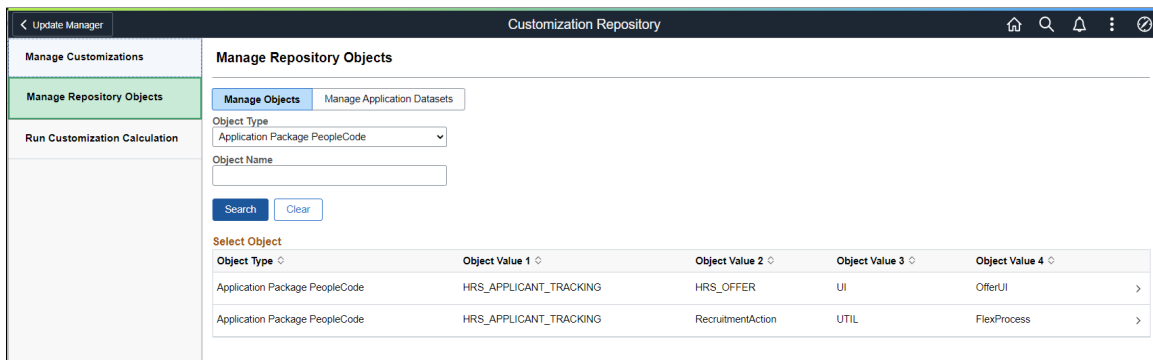 Update Manager
Customization Repository
Manage Customizations
Manage Repository Objects
Run Customization Calculation
Manage Repository Objects
Manage Objects
Manage Application Datasets
Object Type
Application Package PeopleCode
Object Name
Search
Clear
Select Object
Object Type Object Value 1 Object Value 2 Object Value 3 Object Value 4
Application Package PeopleCode HRS_APPLICANT_TRACKING HRS_OFFER UI OfferUI
Application Package PeopleCode HRS_APPLICANT_TRACKING RecruitmentAction UTIL FlexProcess